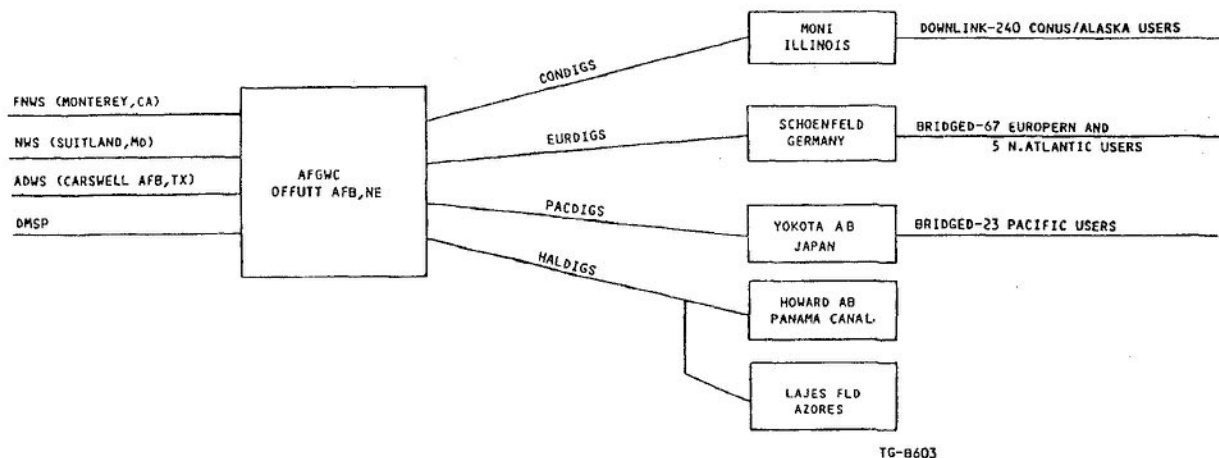 FNWS (MONTEREY,CA)
NWS (SUITLAND,MD)
ADWS (CARSWELL AFB,TX)
DMSP
AFGWC
OFFUTT AFB,NE
CONDIGS
EURDIGS
PACDIGS
HALDIGS
MONI
ILLINOIS
DOWNLINK-240 CONUS/ALASKA USERS
SCHOENFELD
GERMANY
BRIDGED-67 EUROPERN AND
5 N.ATLANTIC USERS
YOKOTA AB
JAPAN
BRIDGED-23 PACIFIC USERS
HOWARD AB
PANAMA CANAL.
LAJES FLD
AZORES
TG-8603